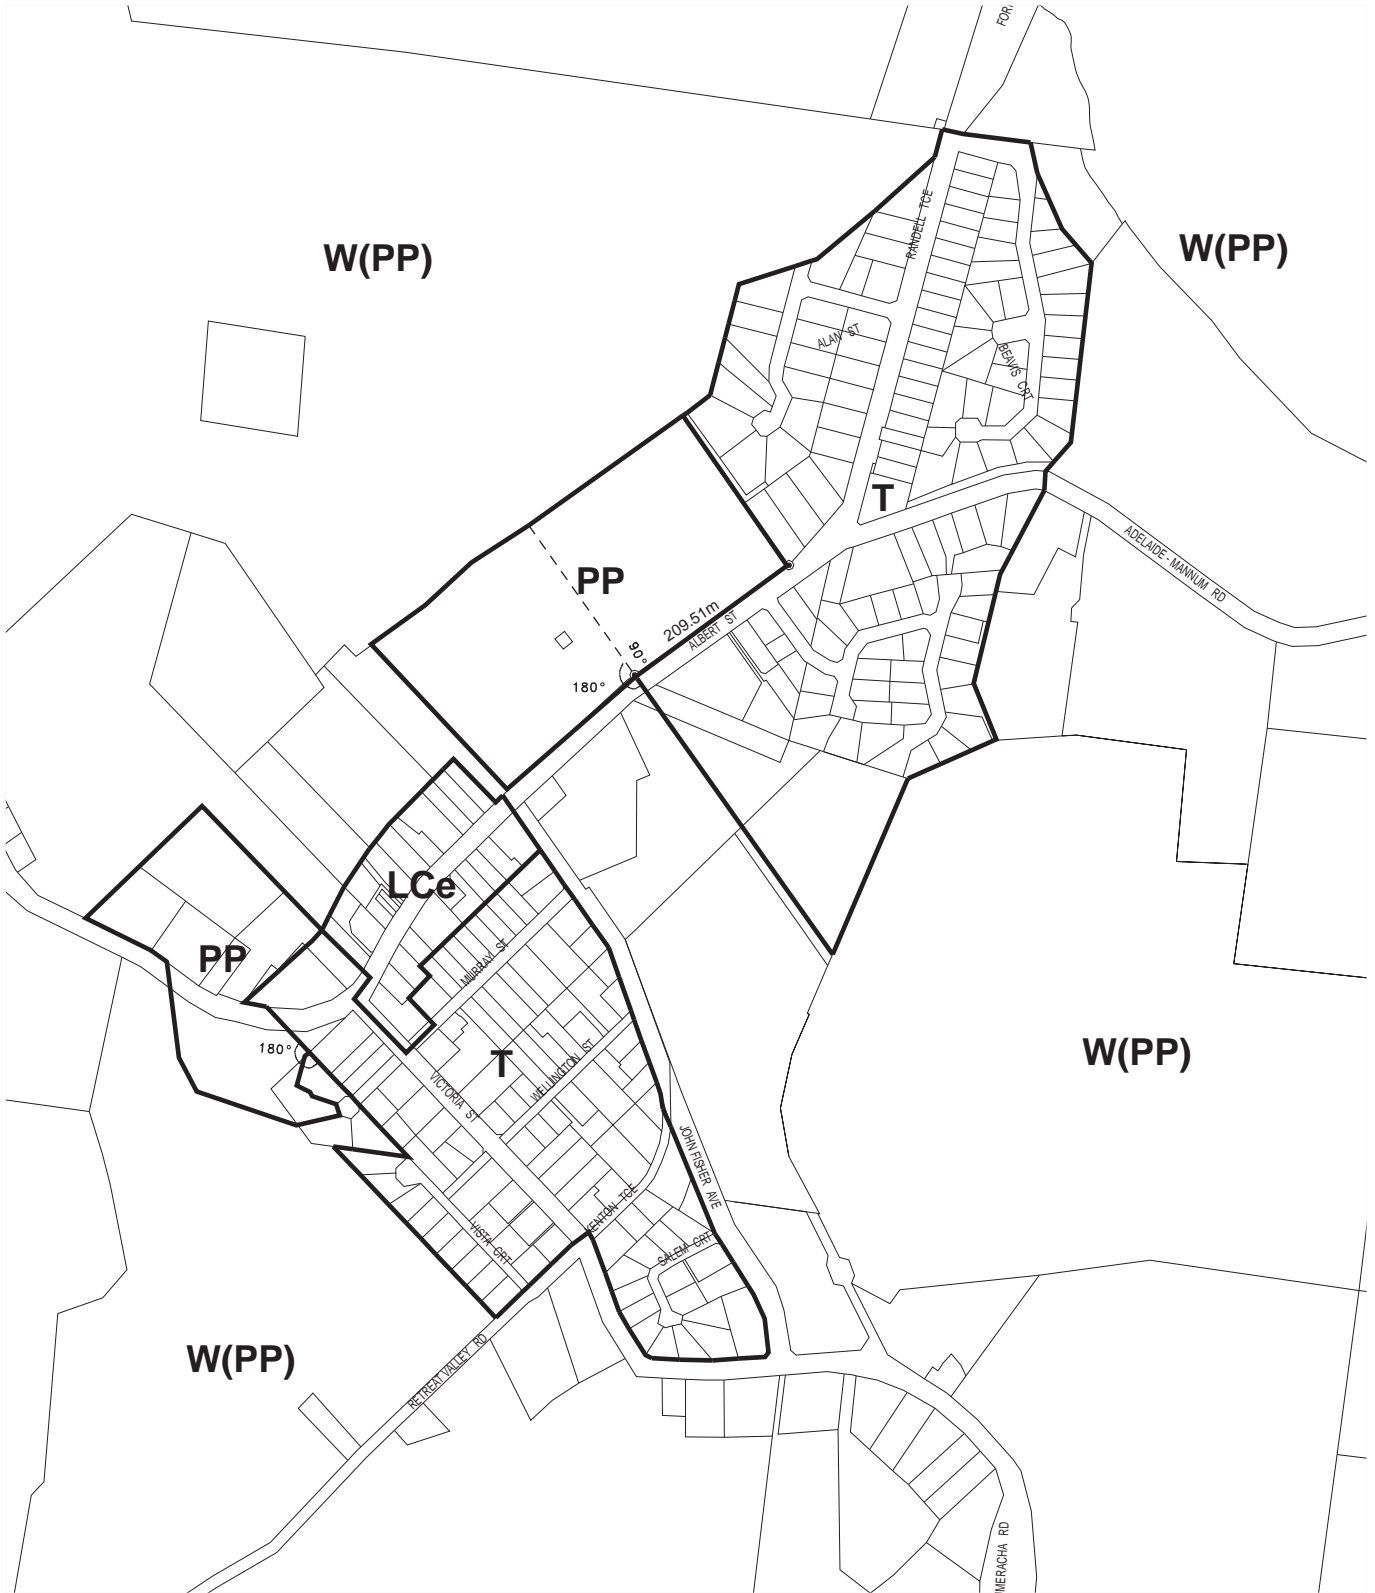 W(PP)
W(PP)
RANDELL TCE
ALAN ST
BEAVIS CRT
T
ADELAIDE - MANNUM RD
PP
209.51m
ALBERT ST
90°
180°
LCe
PP
MURRAY ST
180°
T
WELLINGTON ST
VICTORIA ST
W(PP)
JOHN FISHER AVE
KENTON TCE
VISTA CRT
SALEM CRT
W(PP)
RETREAT VALLEY RD